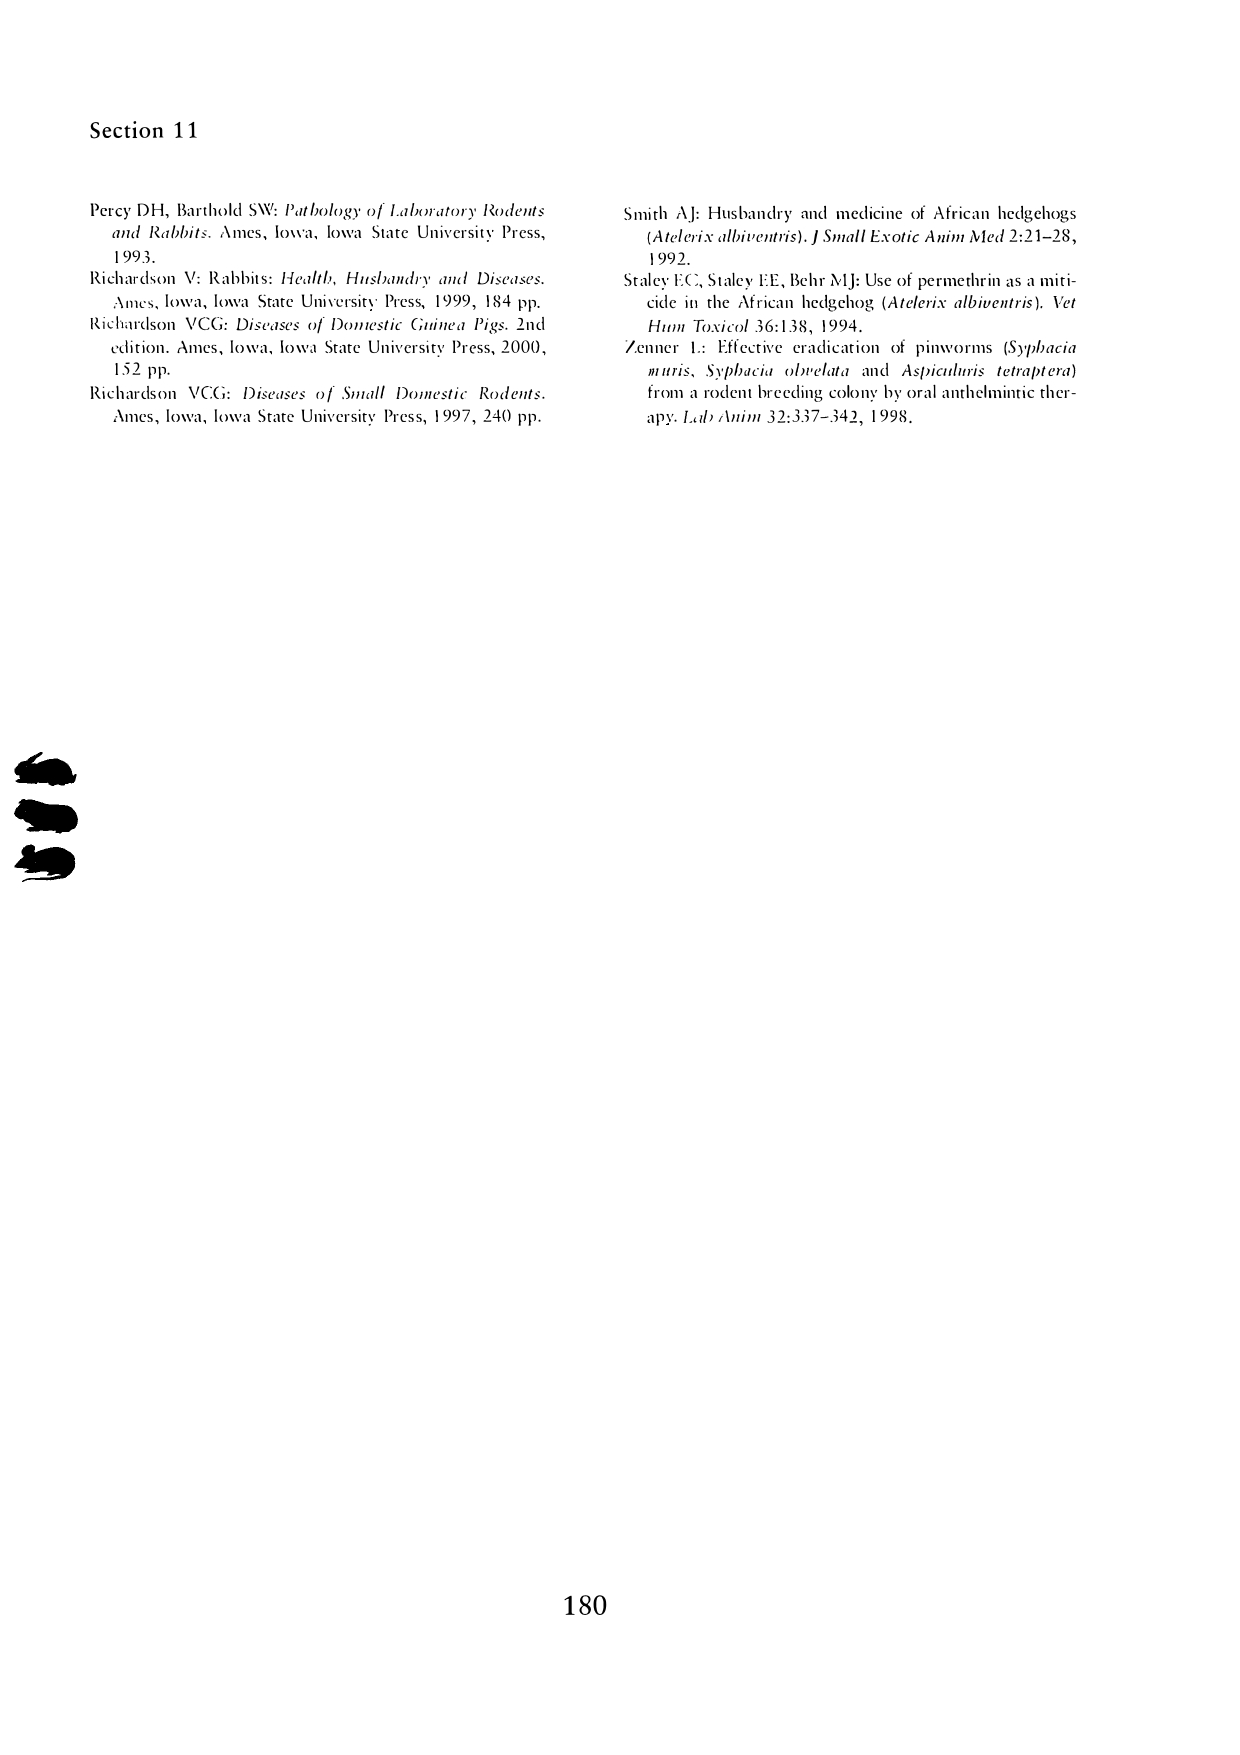 Section 11
Percy DH, Barthold SW: Pathology of Laboratory Rodents
and Rabbits. Ames, Iowa, Iowa State University Press,
1993.
Richardson V: Rabbits: Health, Husbandry and Diseases.
Ames, Iowa, Iowa State University Press, 1999, 184 pp.
Richardson VCG: Diseases of Domestic Guinea Pigs. 2nd
edition. Ames, Iowa, Iowa State University Press, 2000,
152 pp.
Richardson VCG: Diseases of Small Domestic Rodents.
Ames, Iowa, Iowa State University Press, 1997, 240 pp.
Smith AJ: Husbandry and medicine of African hedgehogs
(Atelerix albiventris). J Small Exotic Anim Med 2:21–28,
1992.
Staley EC, Staley EE, Behr MJ: Use of permethrin as a miti-
cide in the African hedgehog (Atelerix albiventris). Vet
Hum Toxicol 36:138, 1994.
Zenner L: Effective eradication of pinworms (Syphacia
muris, Syphacia obvelata and Aspiculuris tetraptera)
from a rodent breeding colony by oral anthelmintic ther-
apy. Lab Anim 32:337–342, 1998.
180